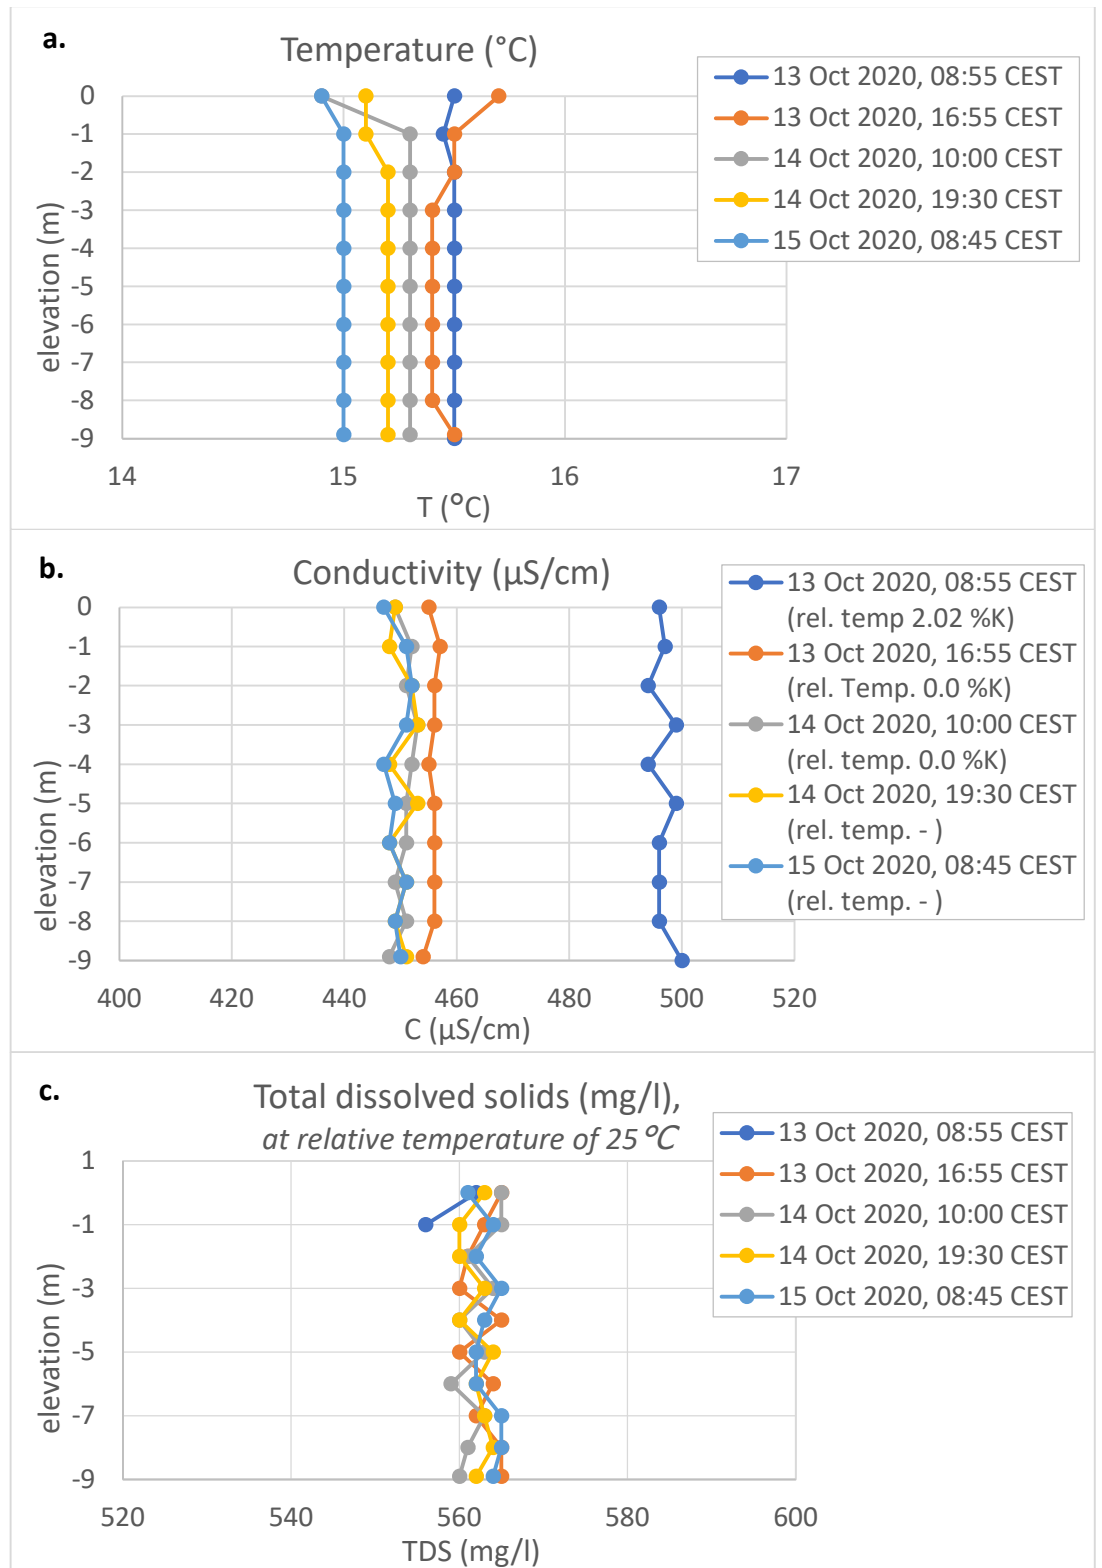 a.
Temperature (°C)
13 Oct 2020, 08:55 CEST
13 Oct 2020, 16:55 CEST
14 Oct 2020, 10:00 CEST
14 Oct 2020, 19:30 CEST
15 Oct 2020, 08:45 CEST
elevation (m)
0
-1
-2
-3
-4
-5
-6
-7
-8
-9
14 15 16 17
T (°C)
b.
Conductivity (µS/cm)
13 Oct 2020, 08:55 CEST
(rel. temp 2.02 %K)
13 Oct 2020, 16:55 CEST
(rel. Temp. 0.0 %K)
14 Oct 2020, 10:00 CEST
(rel. temp. 0.0 %K)
14 Oct 2020, 19:30 CEST
(rel. temp. - )
15 Oct 2020, 08:45 CEST
(rel. temp. - )
elevation (m)
0
-1
-2
-3
-4
-5
-6
-7
-8
-9
400 420 440 460 480 500 520
C (µS/cm)
c.
Total dissolved solids (mg/l),
at relative temperature of 25°C
13 Oct 2020, 08:55 CEST
13 Oct 2020, 16:55 CEST
14 Oct 2020, 10:00 CEST
14 Oct 2020, 19:30 CEST
15 Oct 2020, 08:45 CEST
elevation (m)
1
-1
-3
-5
-7
-9
520 540 560 580 600
TDS (mg/l)